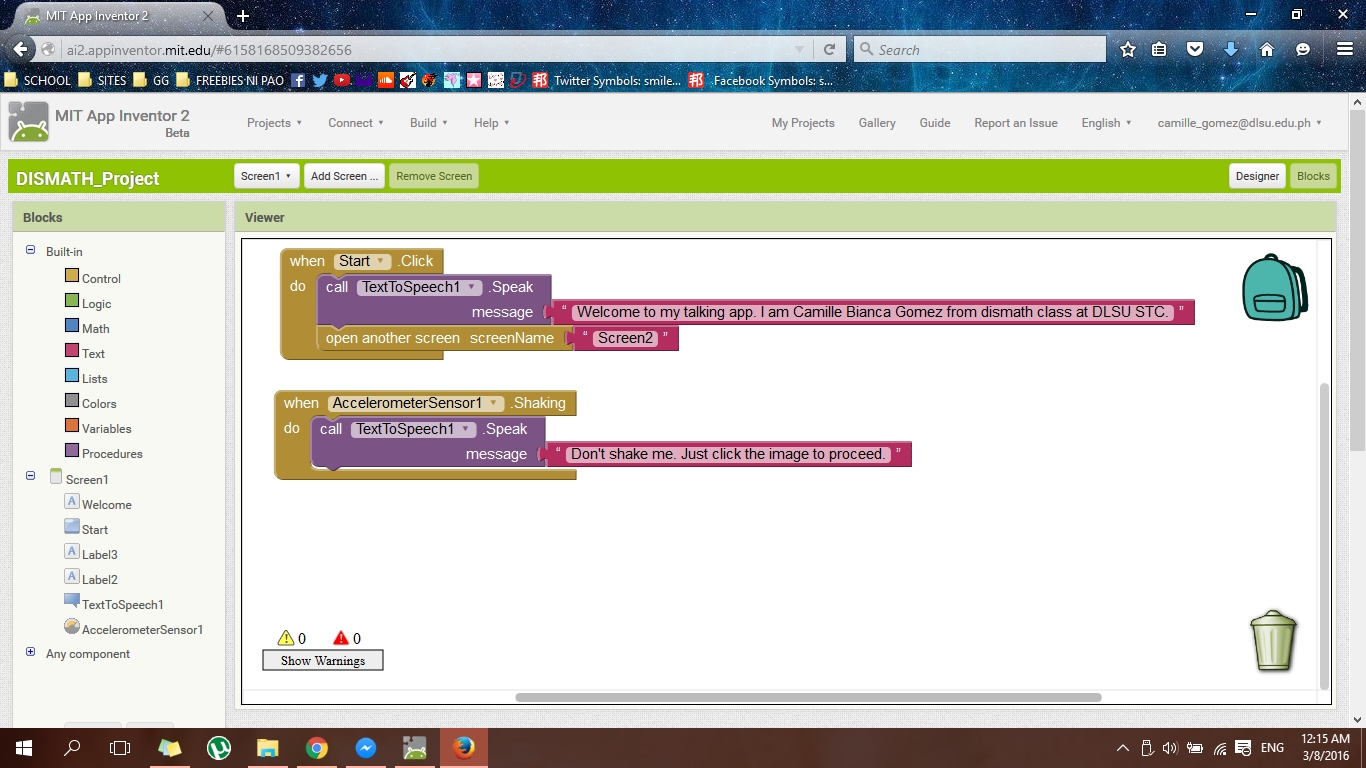 MIT App Inventor 2
ai2.appinventor.mit.edu/#6158168509382656
Search
SCHOOL SITES GG FREEBIES NI PAO Twitter Symbols: smile... Facebook Symbols: s...
MIT App Inventor 2
Beta
Projects Connect Build Help My Projects Gallery Guide Report an Issue English camille_gomez@dlsu.edu.ph
DISMATH_Project Screen1 Add Screen ... Remove Screen Designer Blocks
Blocks Viewer
Built-in
Control
Logic
Math
Text
Lists
Colors
Variables
Procedures
Screen1
A Welcome
Start
A Label3
A Label2
TextToSpeech1
AccelerometerSensor1
Any component
when Start .Click
do call TextToSpeech1 .Speak
message “ Welcome to my talking app. I am Camille Bianca Gomez from dismath class at DLSU STC. ”
open another screen screenName “ Screen2 ”
when AccelerometerSensor1 .Shaking
do call TextToSpeech1 .Speak
message “ Don't shake me. Just click the image to proceed. ”
0 0
Show Warnings
ENG 12:15 AM
3/8/2016